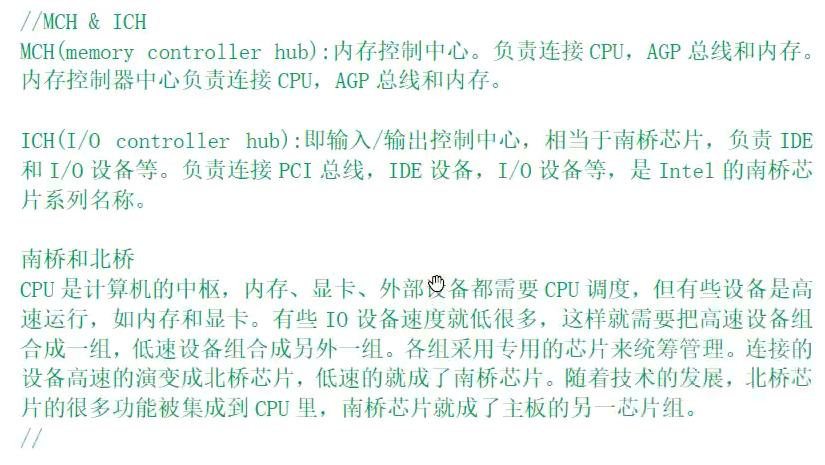 //MCH & ICH
MCH(memory controller hub):内存控制中心。负责连接 CPU，AGP 总线和内存。
内存控制器中心负责连接 CPU，AGP 总线和内存。
ICH(I/O controller hub):即输入/输出控制中心，相当于南桥芯片，负责 IDE
和 I/O 设备等。负责连接 PCI 总线，IDE 设备，I/O 设备等，是 Intel 的南桥芯
片系列名称。
南桥和北桥
CPU 是计算机的中枢，内存、显卡、外部设备都需要 CPU 调度，但有些设备是高
速运行，如内存和显卡。有些 IO 设备速度就低很多，这样就需要把高速设备组
合成一组，低速设备组合成另外一组。各组采用专用的芯片来统筹管理。连接的
设备高速的演变成北桥芯片，低速的就成了南桥芯片。随着技术的发展，北桥芯
片的很多功能被集成到 CPU 里，南桥芯片就成了主板的另一芯片组。
//